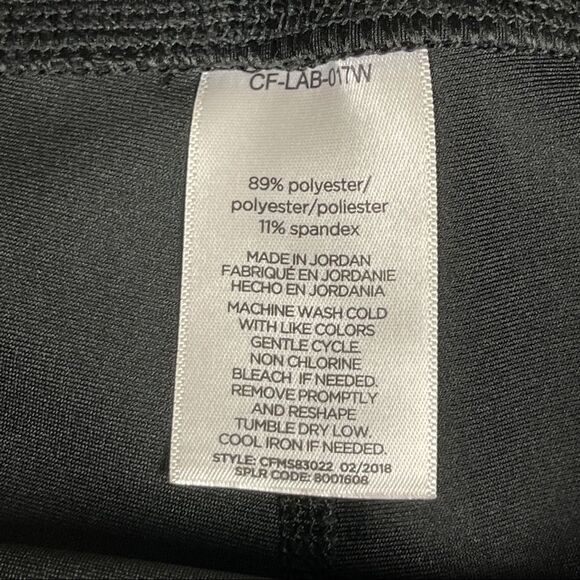 CF-LAB-017W
89% polyester/
polyester/poliester
11% spandex
MADE IN JORDAN
FABRIQUÉ EN JORDANIE
HECHO EN JORDANIA
MACHINE WASH COLD
WITH LIKE COLORS
GENTLE CYCLE.
NON CHLORINE
BLEACH IF NEEDED.
REMOVE PROMPTLY
AND RESHAPE
TUMBLE DRY LOW.
COOL IRON IF NEEDED.
STYLE: CFMS83022 02/2018
SPLR CODE: 8001608